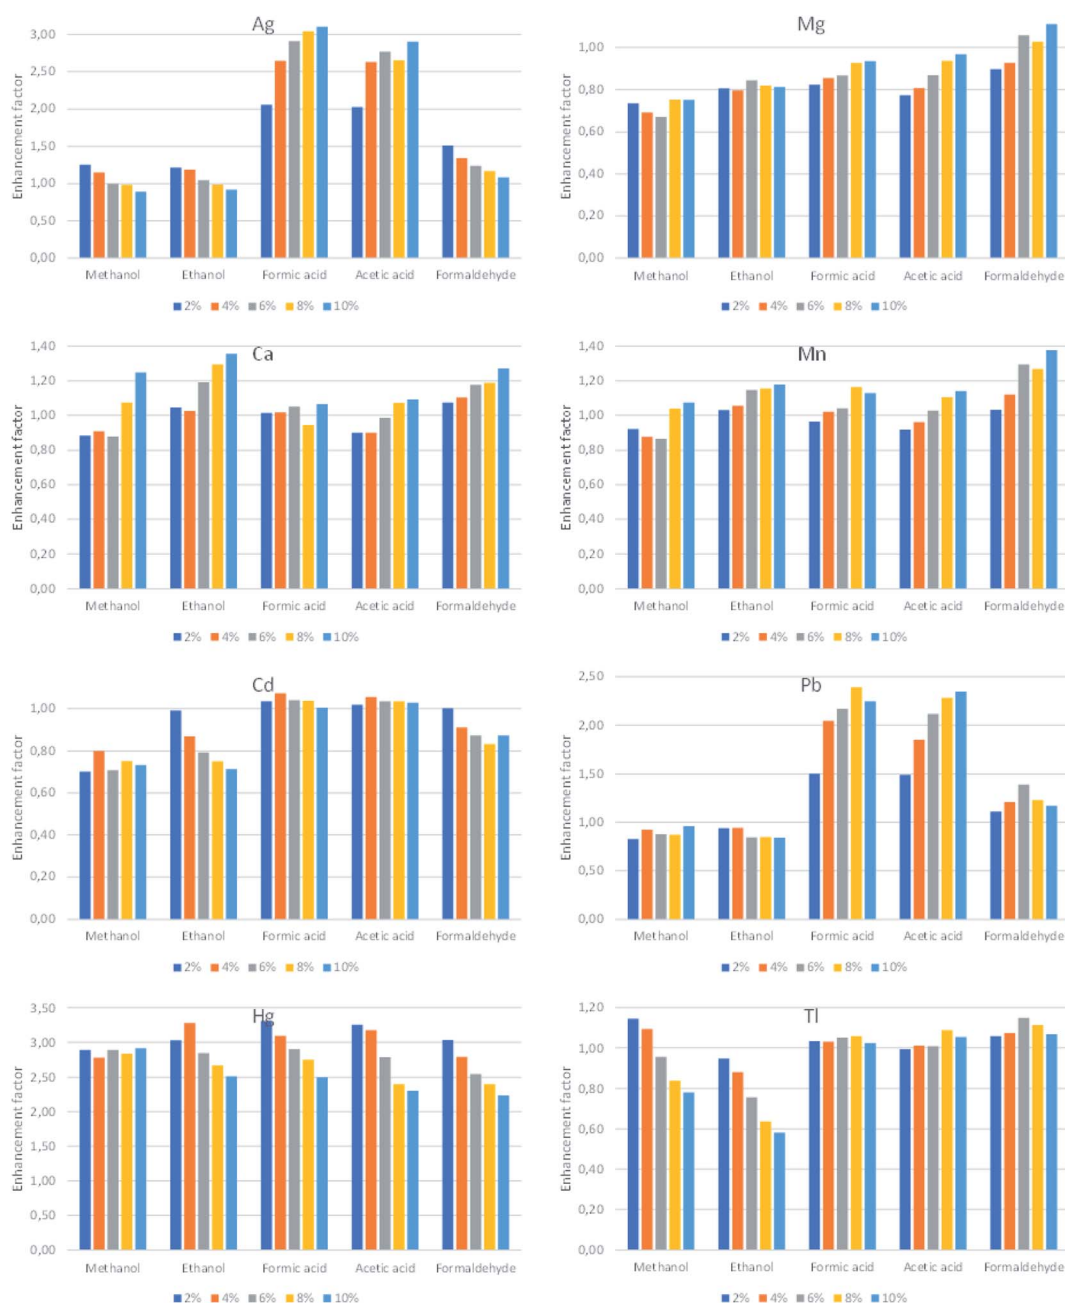 Ag
Enhancement factor
3,00
2,50
2,00
1,50
1,00
0,50
0,00
Methanol Ethanol Formic acid Acetic acid Formaldehyde
2% 4% 6% 8% 10%
Mg
Enhancement factor
1,00
0,80
0,60
0,40
0,20
0,00
Methanol Ethanol Formic acid Acetic acid Formaldehyde
2% 4% 6% 8% 10%
Ca
Enhancement factor
1,40
1,20
1,00
0,80
0,60
0,40
0,20
0,00
Methanol Ethanol Formic acid Acetic acid Formaldehyde
2% 4% 6% 8% 10%
Mn
Enhancement factor
1,40
1,20
1,00
0,80
0,60
0,40
0,20
0,00
Methanol Ethanol Formic acid Acetic acid Formaldehyde
2% 4% 6% 8% 10%
Cd
Enhancement factor
1,00
0,80
0,60
0,40
0,20
0,00
Methanol Ethanol Formic acid Acetic acid Formaldehyde
2% 4% 6% 8% 10%
Pb
Enhancement factor
2,50
2,00
1,50
1,00
0,50
0,00
Methanol Ethanol Formic acid Acetic acid Formaldehyde
2% 4% 6% 8% 10%
Hg
Enhancement factor
3,50
3,00
2,50
2,00
1,50
1,00
0,50
0,00
Methanol Ethanol Formic acid Acetic acid Formaldehyde
2% 4% 6% 8% 10%
Tl
Enhancement factor
1,20
1,00
0,80
0,60
0,40
0,20
0,00
Methanol Ethanol Formic acid Acetic acid Formaldehyde
2% 4% 6% 8% 10%